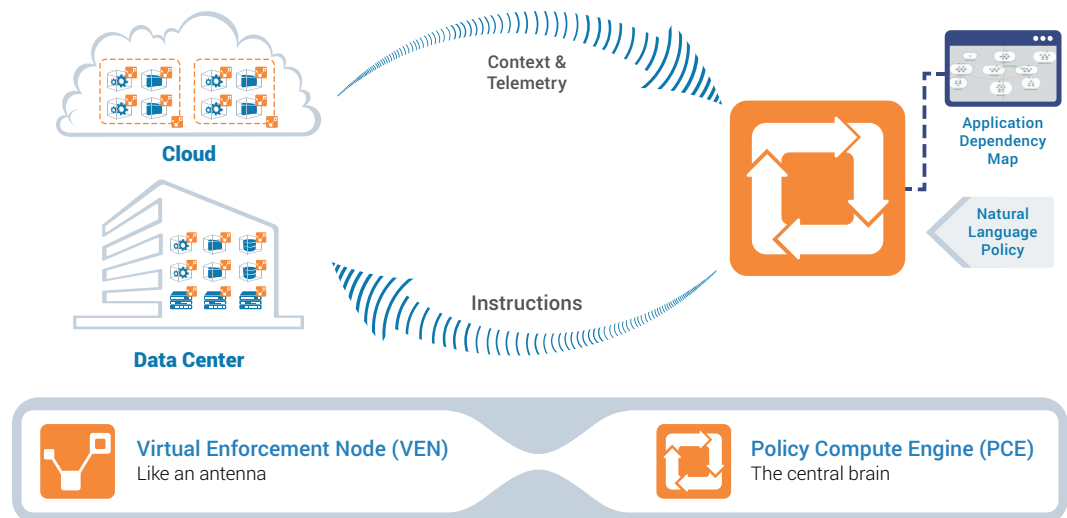 Context &
Telemetry
Cloud
Application
Dependency
Map
Natural
Language
Policy
Instructions
Data Center
Virtual Enforcement Node (VEN)
Like an antenna
Policy Compute Engine (PCE)
The central brain